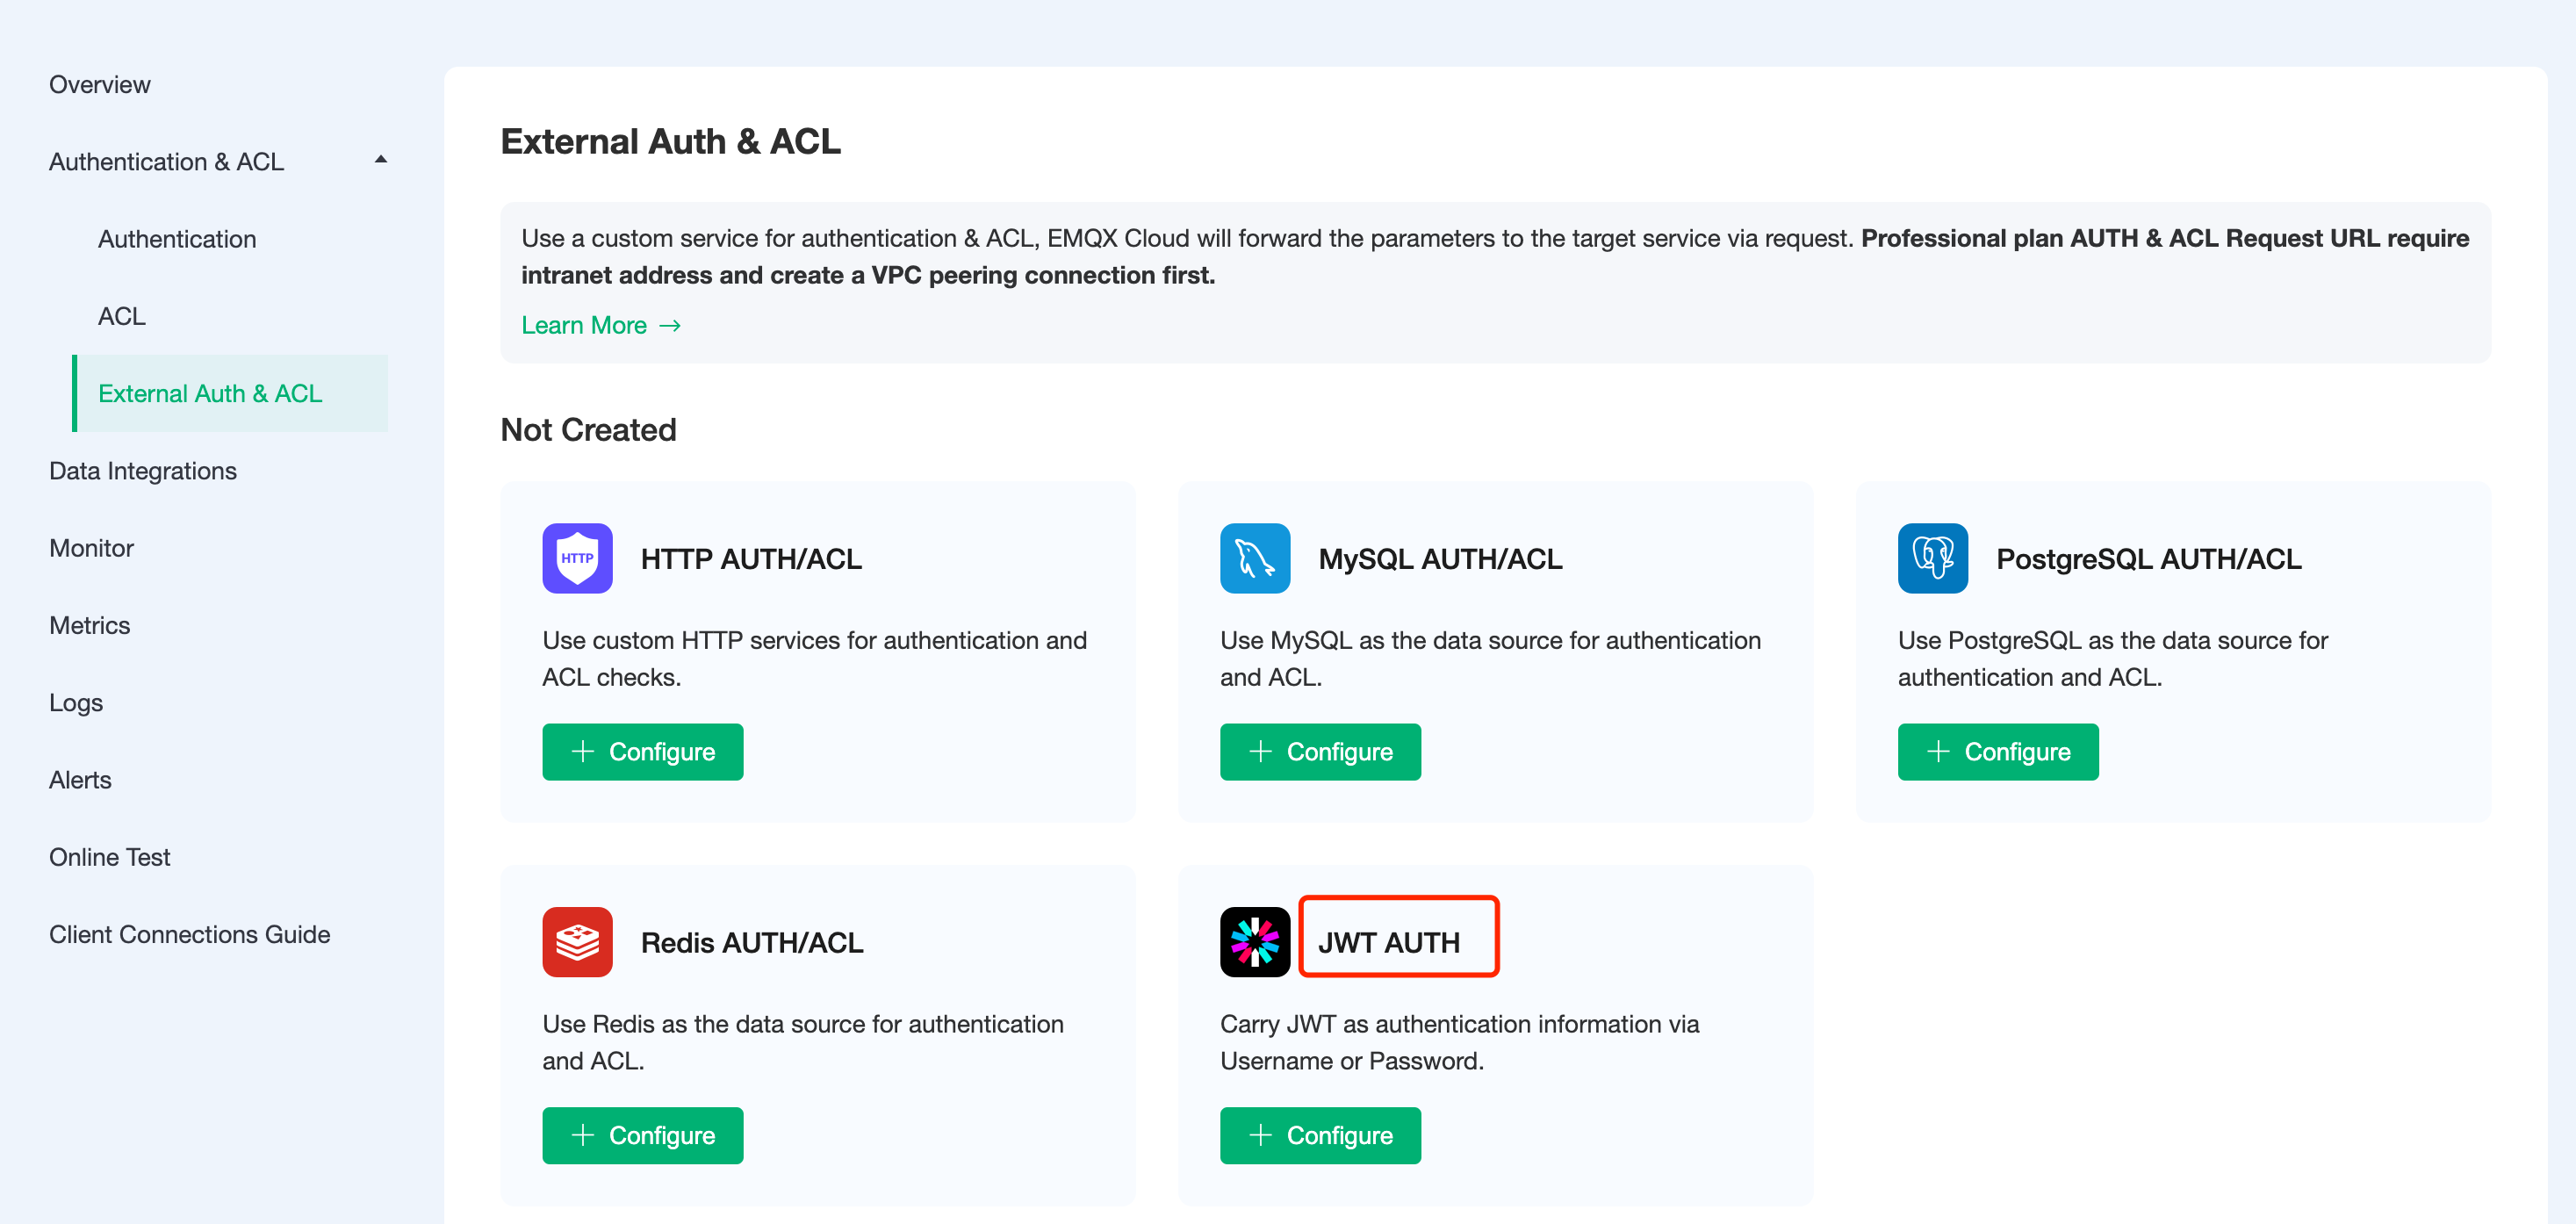 Overview
Authentication & ACL
Authentication
ACL
External Auth & ACL
Data Integrations
Monitor
Metrics
Logs
Alerts
Online Test
Client Connections Guide
External Auth & ACL
Use a custom service for authentication & ACL, EMQX Cloud will forward the parameters to the target service via request. Professional plan AUTH & ACL Request URL require
intranet address and create a VPC peering connection first.
Learn More →
Not Created
HTTP
HTTP AUTH/ACL
Use custom HTTP services for authentication and
ACL checks.
+ Configure
MySQL AUTH/ACL
Use MySQL as the data source for authentication
and ACL.
+ Configure
PostgreSQL AUTH/ACL
Use PostgreSQL as the data source for
authentication and ACL.
+ Configure
Redis AUTH/ACL
Use Redis as the data source for authentication
and ACL.
+ Configure
JWT AUTH
Carry JWT as authentication information via
Username or Password.
+ Configure